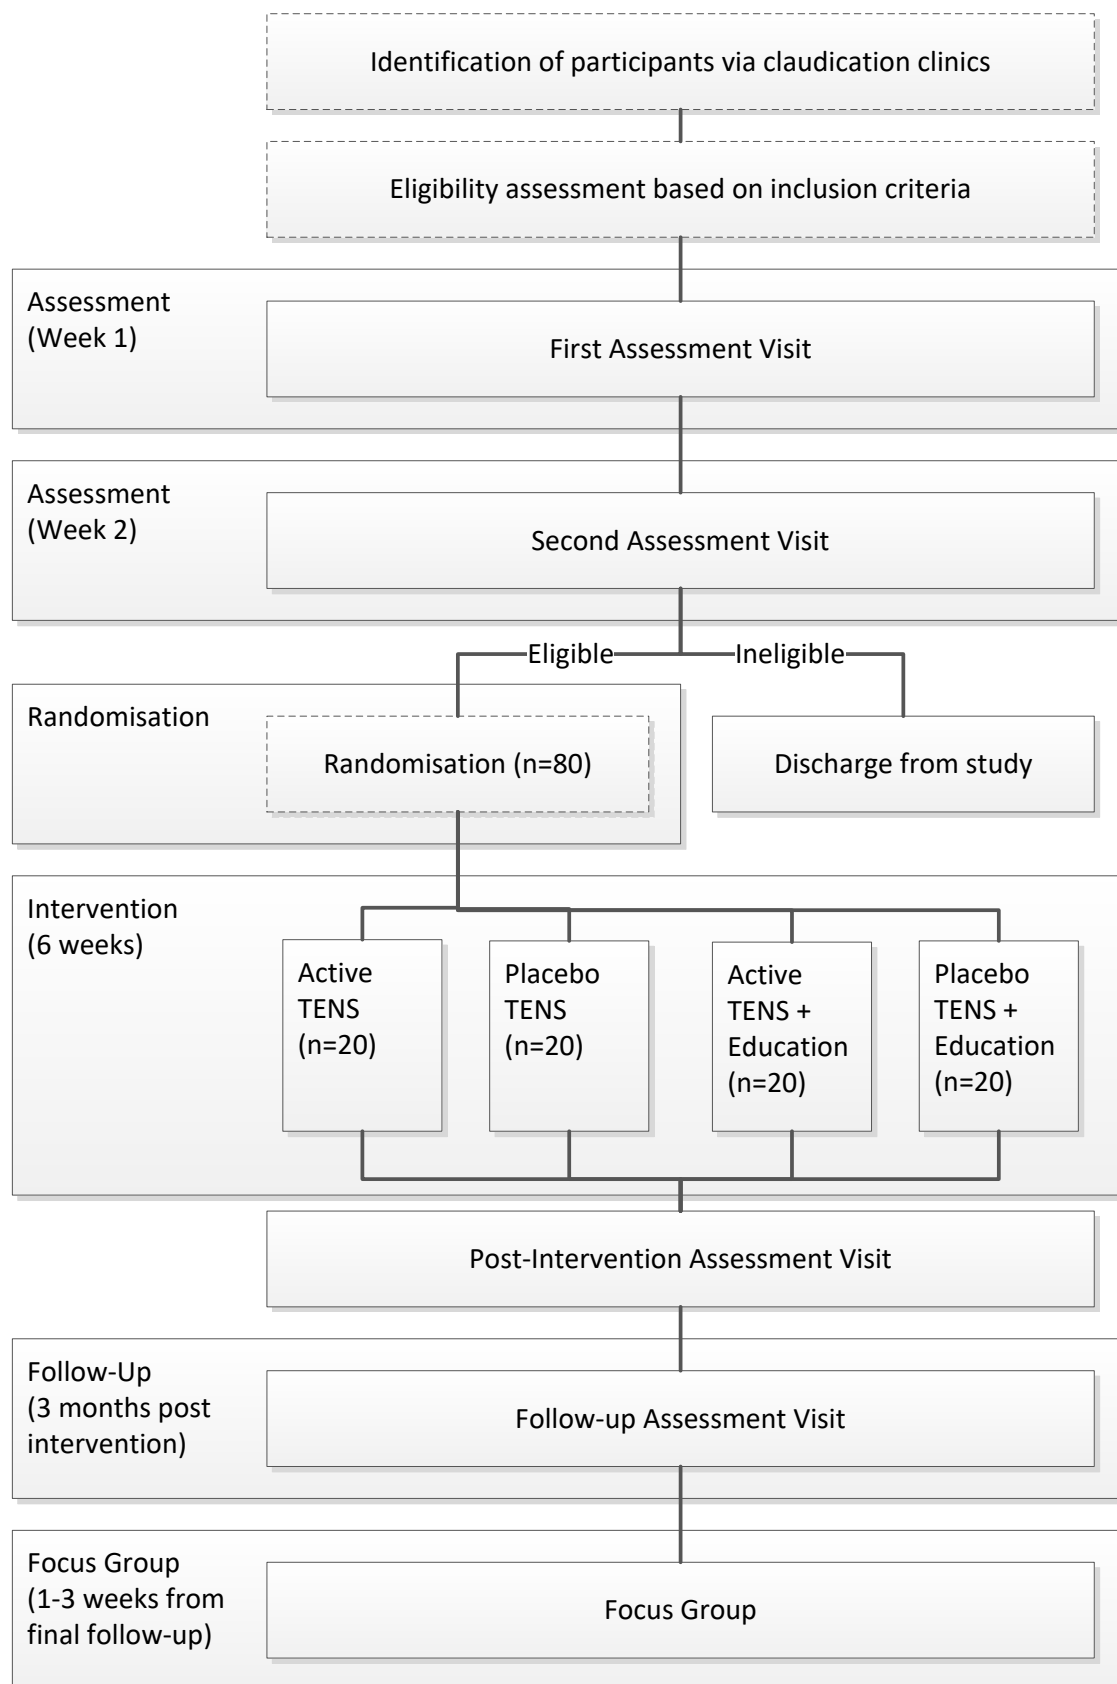 Identification of participants via claudication clinics
Eligibility assessment based on inclusion criteria
Assessment
(Week 1)
First Assessment Visit
Assessment
(Week 2)
Second Assessment Visit
Eligible
Ineligible
Randomisation
Randomisation (n=80)
Discharge from study
Intervention
(6 weeks)
Active
TENS
(n=20)
Placebo
TENS
(n=20)
Active
TENS +
Education
(n=20)
Placebo
TENS +
Education
(n=20)
Post-Intervention Assessment Visit
Follow-Up
(3 months post
intervention)
Follow-up Assessment Visit
Focus Group
(1-3 weeks from
final follow-up)
Focus Group